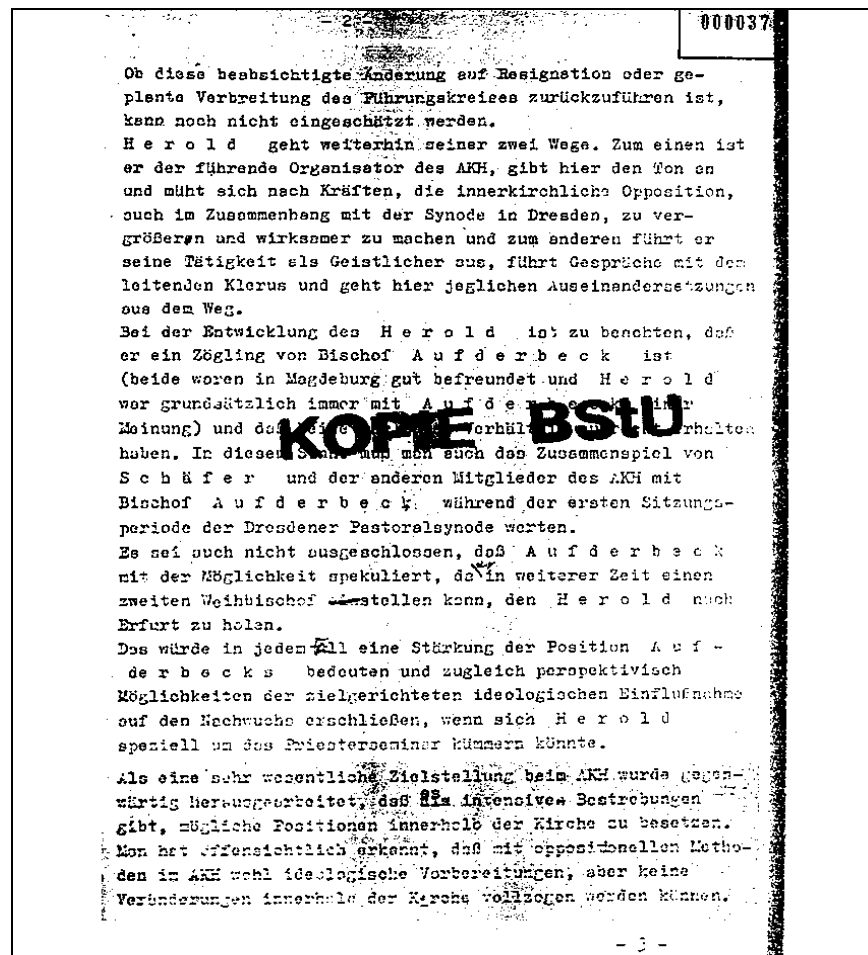 - 2 -
000037
Ob diese beabsichtigte Änderung auf Resignation oder ge-
plante Verbreitung des Führungskreises zurückzuführen ist,
kann noch nicht eingeschätzt werden.
H e r o l d geht weiterhin seiner zwei Wege. Zum einen ist
er der führende Organisator des AKH, gibt hier den Ton an
und müht sich nach Kräften, die innerkirchliche Opposition,
auch im Zusammenhang mit der Synode in Dresden, zu ver-
größeren und wirksamer zu machen und zum anderen führt er
seine Tätigkeit als Geistlicher aus, führt Gespräche mit dem
leitenden Klerus und geht hier jeglichen Auseinandersetzungen
aus dem Weg.
Bei der Entwicklung des H e r o l d ist zu beachten, daß
er ein Zögling von Bischof A u f d e r b e c k ist
(beide waren in Magdeburg gut befreundet und H e r o l d
war grundsätzlich immer mit A u f d e r
Meinung) und
haben. In diesem muß man auch das Zusammenspiel von
KOPIE BStU
S c h ä f e r und der anderen Mitglieder des AKH mit
Bischof A u f d e r b e c k während der ersten Sitzungs-
periode der Dresdener Pastoralsynode werten.
Es sei auch nicht ausgeschlossen, daß A u f d e r b e c k
mit der Möglichkeit spekuliert, da er in weiterer Zeit einen
zweiten Weihbischof stellen kann, den H e r o l d nach
Erfurt zu holen.
Das würde in jedem Fall eine Stärkung der Position A u f -
d e r b e c k s bedeuten und zugleich perspektivisch
Möglichkeiten der zielgerichteten ideologischen Einflußnahme
auf den Nachwuchs erschließen, wenn sich H e r o l d
speziell um das Priesterseminar kümmern könnte.
Als eine sehr wesentliche Zielstellung beim AKH wurde gegen-
wärtig herausgearbeitet, daß es intensive Bestrebungen
gibt, mögliche Positionen innerhalb der Kirche zu besetzen.
Man hat offensichtlich erkannt, daß mit oppositionellen Metho-
den im AKH wohl ideologische Vorbereitungen, aber keine
Veränderungen innerhalb der Kirche vollzogen werden können.
- 3 -